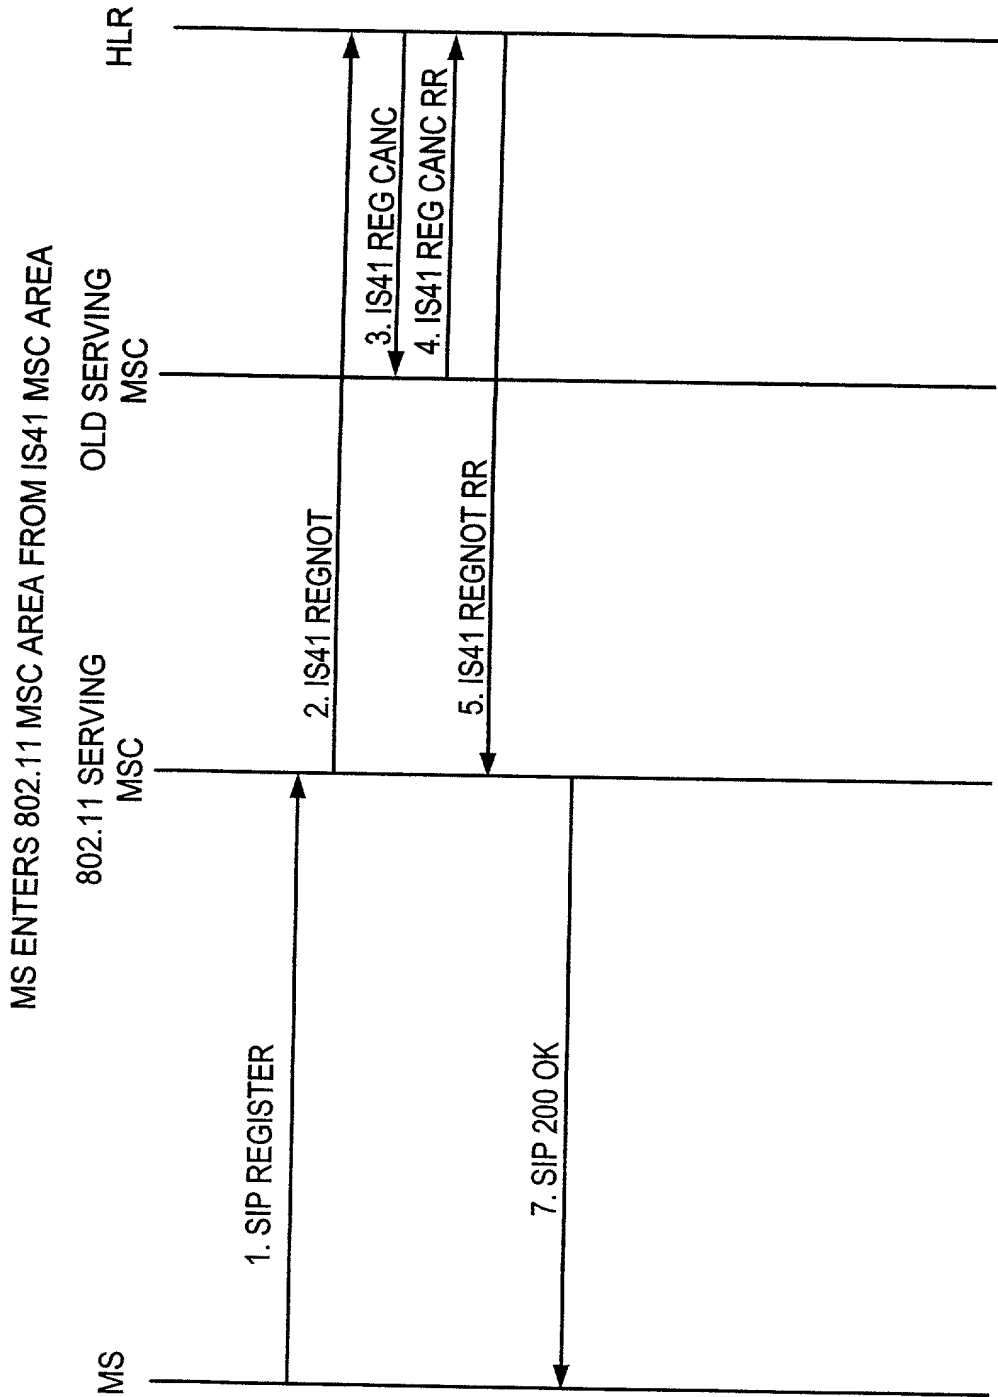 MS ENTERS 802.11 MSC AREA FROM IS41 MSC AREA
MS
802.11 SERVING
MSC
OLD SERVING
MSC
HLR
1. SIP REGISTER
2. IS41 REGNOT
3. IS41 REG CANC
4. IS41 REG CANC RR
5. IS41 REGNOT RR
7. SIP 200 OK